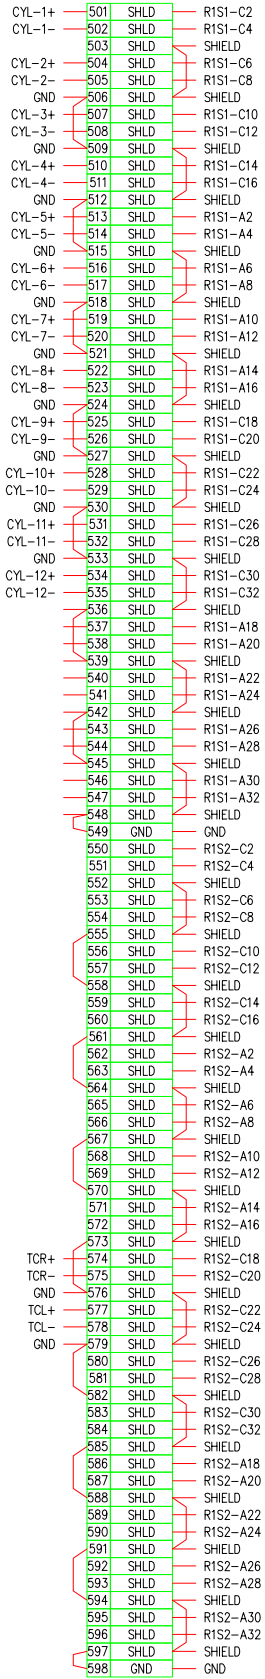 CYL-1+ 501 SHLD R1S1-C2
CYL-1- 502 SHLD R1S1-C4
503 SHLD SHIELD
CYL-2+ 504 SHLD R1S1-C6
CYL-2- 505 SHLD R1S1-C8
GND 506 SHLD SHIELD
CYL-3+ 507 SHLD R1S1-C10
CYL-3- 508 SHLD R1S1-C12
GND 509 SHLD SHIELD
CYL-4+ 510 SHLD R1S1-C14
CYL-4- 511 SHLD R1S1-C16
GND 512 SHLD SHIELD
CYL-5+ 513 SHLD R1S1-A2
CYL-5- 514 SHLD R1S1-A4
GND 515 SHLD SHIELD
CYL-6+ 516 SHLD R1S1-A6
CYL-6- 517 SHLD R1S1-A8
GND 518 SHLD SHIELD
CYL-7+ 519 SHLD R1S1-A10
CYL-7- 520 SHLD R1S1-A12
GND 521 SHLD SHIELD
CYL-8+ 522 SHLD R1S1-A14
CYL-8- 523 SHLD R1S1-A16
GND 524 SHLD SHIELD
CYL-9+ 525 SHLD R1S1-C18
CYL-9- 526 SHLD R1S1-C20
GND 527 SHLD SHIELD
CYL-10+ 528 SHLD R1S1-C22
CYL-10- 529 SHLD R1S1-C24
GND 530 SHLD SHIELD
CYL-11+ 531 SHLD R1S1-C26
CYL-11- 532 SHLD R1S1-C28
GND 533 SHLD SHIELD
CYL-12+ 534 SHLD R1S1-C30
CYL-12- 535 SHLD R1S1-C32
536 SHLD SHIELD
537 SHLD R1S1-A18
538 SHLD R1S1-A20
539 SHLD SHIELD
540 SHLD R1S1-A22
541 SHLD R1S1-A24
542 SHLD SHIELD
543 SHLD R1S1-A26
544 SHLD R1S1-A28
545 SHLD SHIELD
546 SHLD R1S1-A30
547 SHLD R1S1-A32
548 SHLD SHIELD
549 GND GND
550 SHLD R1S2-C2
551 SHLD R1S2-C4
552 SHLD SHIELD
553 SHLD R1S2-C6
554 SHLD R1S2-C8
555 SHLD SHIELD
556 SHLD R1S2-C10
557 SHLD R1S2-C12
558 SHLD SHIELD
559 SHLD R1S2-C14
560 SHLD R1S2-C16
561 SHLD SHIELD
562 SHLD R1S2-A2
563 SHLD R1S2-A4
564 SHLD SHIELD
565 SHLD R1S2-A6
566 SHLD R1S2-A8
567 SHLD SHIELD
568 SHLD R1S2-A10
569 SHLD R1S2-A12
570 SHLD SHIELD
571 SHLD R1S2-A14
572 SHLD R1S2-A16
573 SHLD SHIELD
TCR+ 574 SHLD R1S2-C18
TCR- 575 SHLD R1S2-C20
GND 576 SHLD SHIELD
TCL+ 577 SHLD R1S2-C22
TCL- 578 SHLD R1S2-C24
GND 579 SHLD SHIELD
580 SHLD R1S2-C26
581 SHLD R1S2-C28
582 SHLD SHIELD
583 SHLD R1S2-C30
584 SHLD R1S2-C32
585 SHLD SHIELD
586 SHLD R1S2-A18
587 SHLD R1S2-A20
588 SHLD SHIELD
589 SHLD R1S2-A22
590 SHLD R1S2-A24
591 SHLD SHIELD
592 SHLD R1S2-A26
593 SHLD R1S2-A28
594 SHLD SHIELD
595 SHLD R1S2-A30
596 SHLD R1S2-A32
597 SHLD SHIELD
598 GND GND